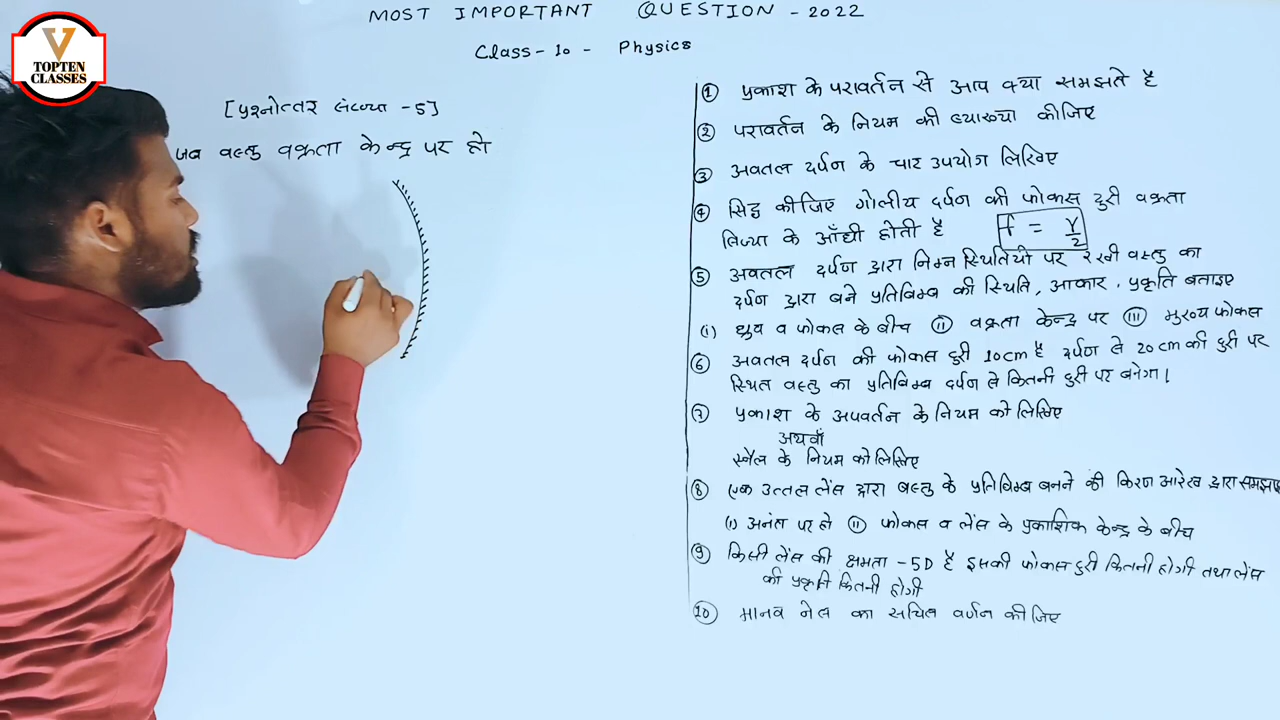 MOST IMPORTANT QUESTION - 2022
Class - 10 - Physics
V
TOPTEN
CLASSES
[प्रश्नोत्तर संख्या - 5]
जब वस्तु वक्रता केन्द्र पर हो
① प्रकाश के परावर्तन से आप क्या समझते है
② परावर्तन के नियम की व्याख्या कीजिए
③ अवतल दर्पण के चार उपयोग लिखिए
④ सिद्ध कीजिए गोलीय दर्पण की फोकस दुरी वक्रता
त्रिज्या के आँधी होती है f = r/2
⑤ अवतल दर्पण द्वारा निम्न स्थितियो पर रखी वस्तु का
दर्पण द्वारा बने प्रतिबिम्ब की स्थिति, आकार, प्रकृति बताइए
(i) ध्रुव व फोकस के बीच (II) वक्रता केन्द्र पर (III) मुख्य फोकस
⑥ अवतल दर्पण की फोकस दुरी 10cm है दर्पण से 20cm की दुरी पर
स्थित वस्तु का प्रतिबिम्ब दर्पण से कितनी दुरी पर बनेगा।
⑦ प्रकाश के अपवर्तन के नियम को लिखिए
अथवाँ
स्नैल के नियम को लिखिए
⑧ एक उत्तल लेंस द्वारा वस्तु के प्रतिबिम्ब बनने की किरण आरेख द्वारा समझाए
(i) अनंत पर हो (II) फोकस व लेंस के प्रकाशिक केन्द्र के बीच
⑨ किसी लेंस की क्षमता -5D है इसकी फोकस दुरी कितनी होगी तथा लेंस
की प्रकृति कितनी होगी
⑩ मानव नेत्र का सचित्र वर्णन कीजिए